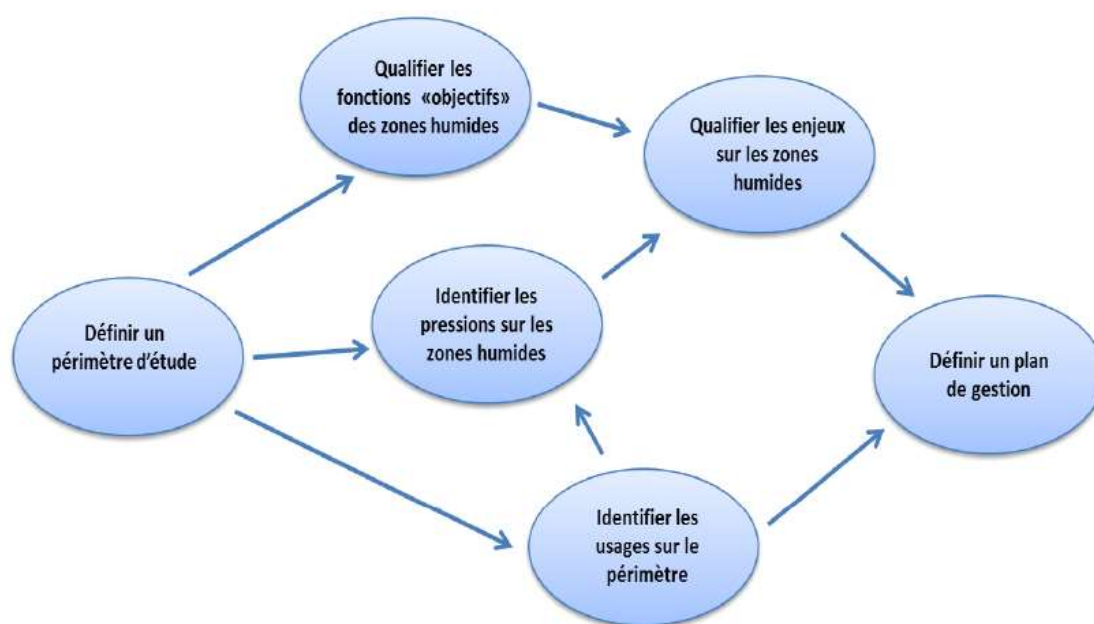 Qualifier les
fonctions «objectifs»
des zones humides
Qualifier les enjeux
sur les zones
humides
Identifier les
pressions sur les
zones humides
Définir un
périmètre d'étude
Définir un plan
de gestion
Identifier les
usages sur le
périmètre